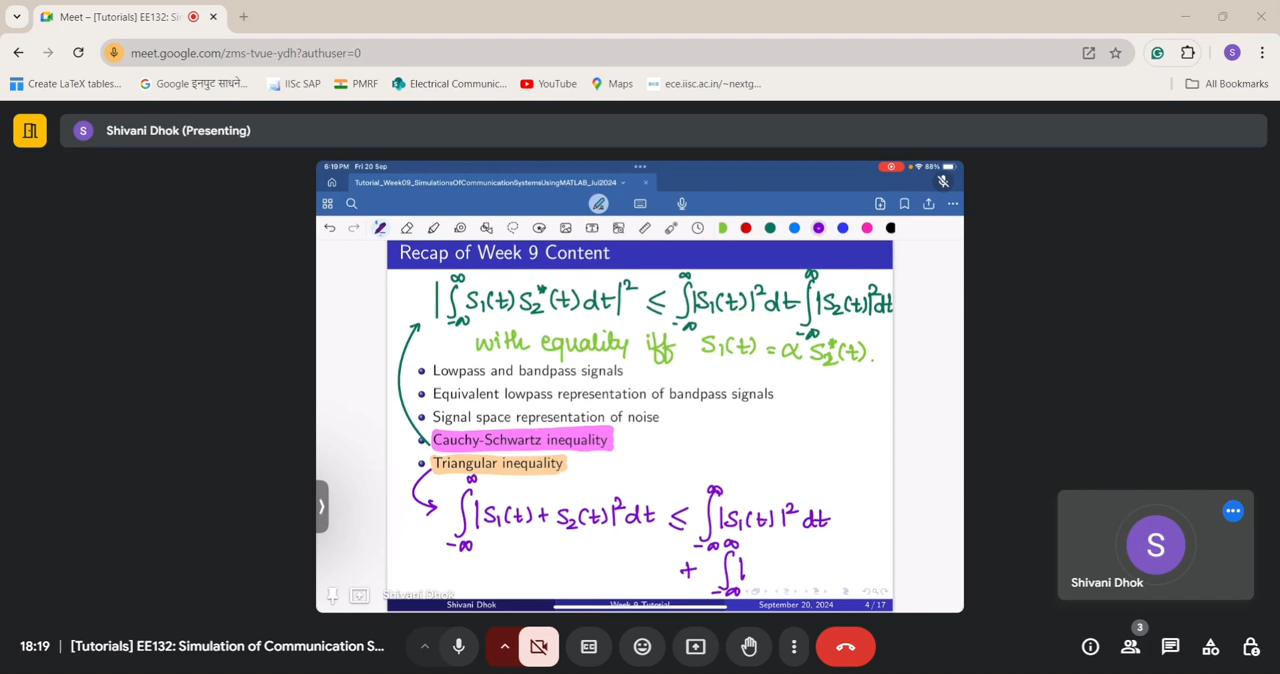 Meet – [Tutorials] EE132: Si
meet.google.com/zms-tvue-ydh?authuser=0
S
Create LaTeX tables...
Google इनपुट साधने...
IISc SAP
PMRF
Electrical Communic...
YouTube
Maps
ece.iisc.ac.in/~nextg...
All Bookmarks
S Shivani Dhok (Presenting)
6:19 PM Fri 20 Sep
88%
Tutorial_Week09_SimulationsOfCommunicationSystemsUsingMATLAB_Jul2024
Recap of Week 9 Content
|∫_{-∞}^{∞} S₁(t) S₂*(t) dt|² ≤ ∫_{-∞}^{∞} |S₁(t)|² dt ∫_{-∞}^{∞} |S₂(t)|² dt
with equality iff S₁(t) = α S₂*(t).
• Lowpass and bandpass signals
• Equivalent lowpass representation of bandpass signals
• Signal space representation of noise
• Cauchy-Schwartz inequality
• Triangular inequality
∫_{-∞}^{∞} |S₁(t) + S₂(t)|² dt ≤ ∫_{-∞}^{∞} |S₁(t)|² dt
+ ∫_{-∞}^{∞} |
Shivani Dhok
Shivani Dhok Week 9 Tutorial September 20, 2024 4 / 17
S
Shivani Dhok
18:19 | [Tutorials] EE132: Simulation of Communication S...
3